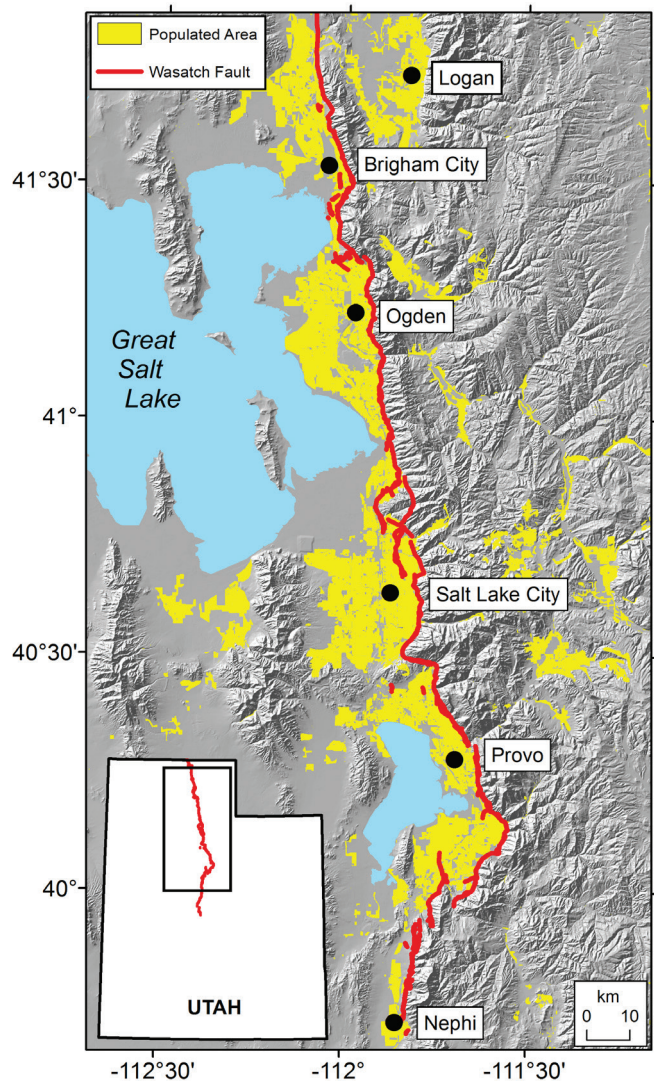 Populated Area
Wasatch Fault
Logan
Brigham City
41°30'
Ogden
Great
Salt
Lake
41°
Salt Lake City
40°30'
Provo
40°
UTAH
Nephi
km
0 10
-112°30' -112° -111°30'